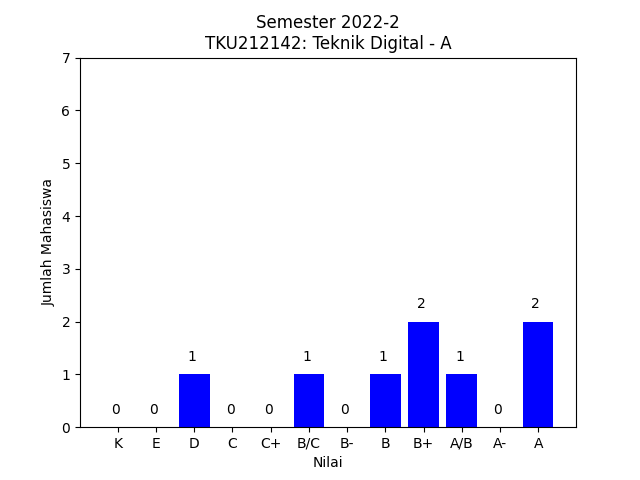 Semester 2022-2
TKU212142: Teknik Digital - A
7
6
5
4
3
2
1
0
Jumlah Mahasiswa
0 0 1 0 0 1 0 1 2 1 0 2
K E D C C+ B/C B- B B+ A/B A- A
Nilai